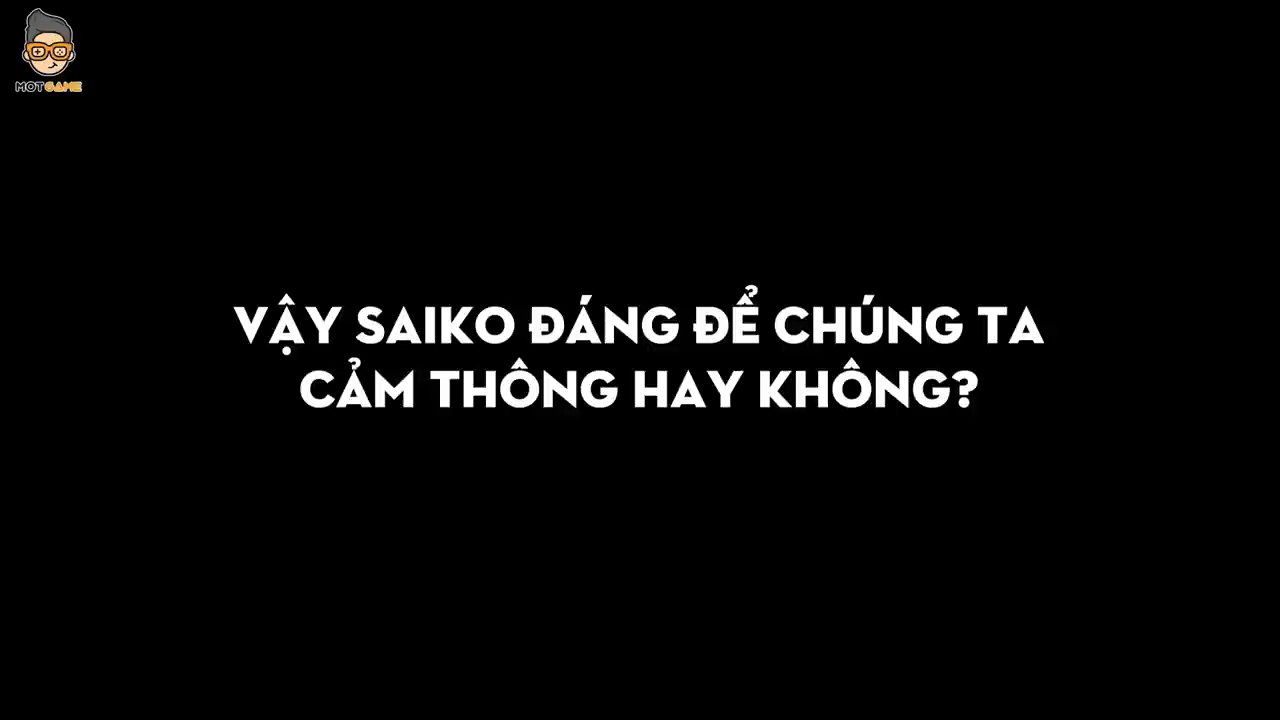 MOTGAME
VẬY SAIKO ĐÁNG ĐỂ CHÚNG TA
CẢM THÔNG HAY KHÔNG?